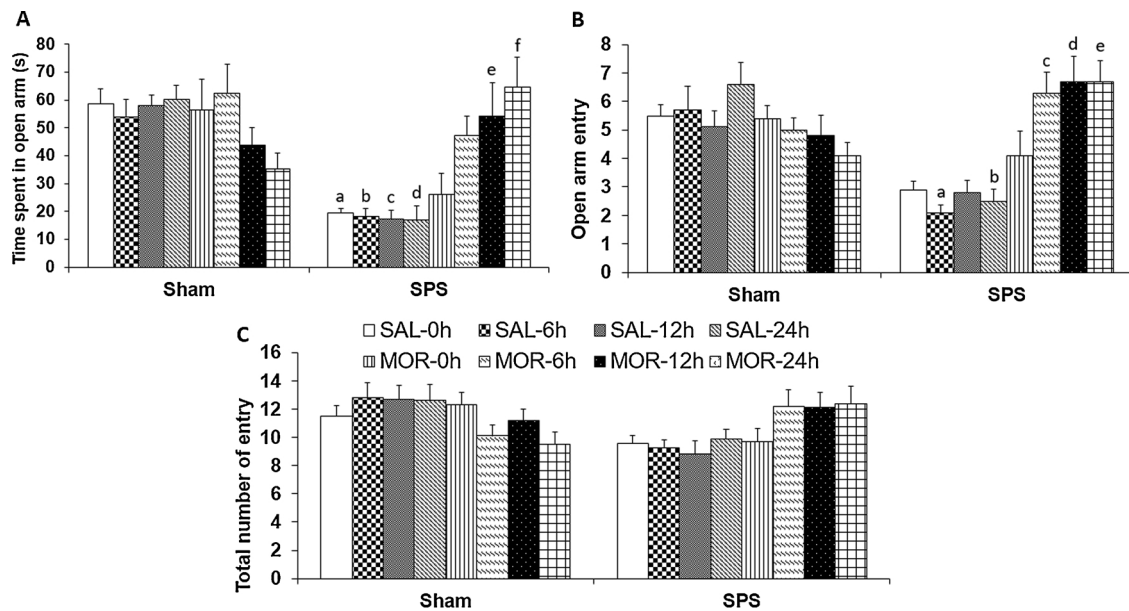 A
Time spent in open arm (s)
80
70
60
50
40
30
20
10
0
a b c d e f
Sham SPS
B
Open arm entry
8
7
6
5
4
3
2
1
0
a b c d e
Sham SPS
C
SAL-0h SAL-6h SAL-12h SAL-24h
MOR-0h MOR-6h MOR-12h MOR-24h
Total number of entry
16
14
12
10
8
6
4
2
0
Sham SPS